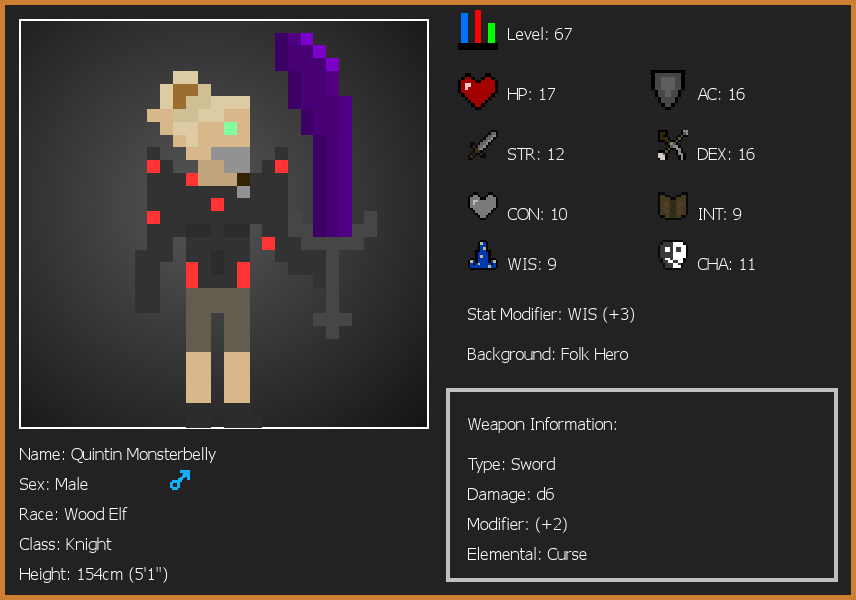 Level: 67
HP: 17
AC: 16
STR: 12
DEX: 16
CON: 10
INT: 9
WIS: 9
CHA: 11
Stat Modifier: WIS (+3)
Background: Folk Hero
Weapon Information:
Type: Sword
Damage: d6
Modifier: (+2)
Elemental: Curse
Name: Quintin Monsterbelly
Sex: Male
Race: Wood Elf
Class: Knight
Height: 154cm (5'1")